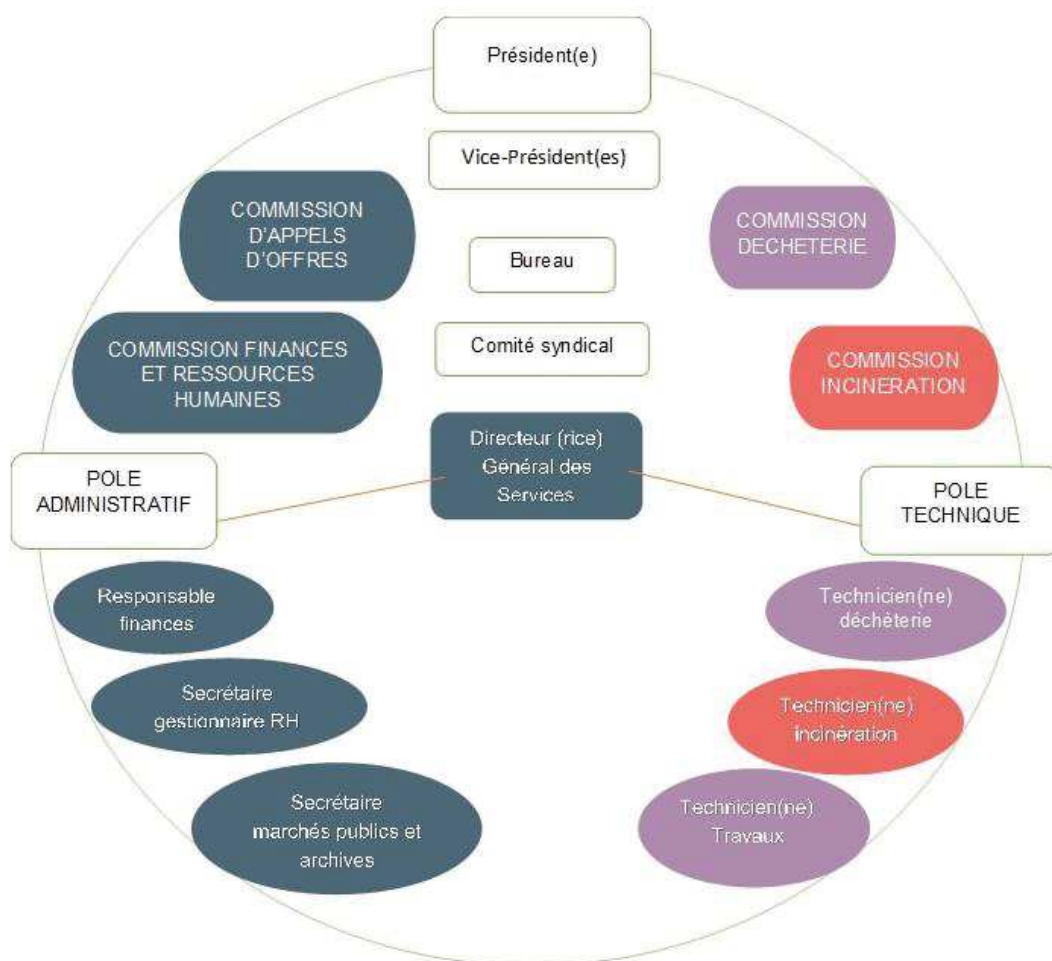 Président(e)
Vice-Président(es)
COMMISSION
D'APPELS
D'OFFRES
COMMISSION
DECHETERIE
Bureau
COMMISSION FINANCES
ET RESSOURCES
HUMAINES
Comité syndical
COMMISSION
INCINERATION
Directeur (rice)
Général des
Services
POLE
ADMINISTRATIF
POLE
TECHNIQUE
Responsable
finances
Technicien(ne)
déchèterie
Secrétaire
gestionnaire RH
Technicien(ne)
incinération
Secrétaire
marchés publics et
archives
Technicien(ne)
Travaux